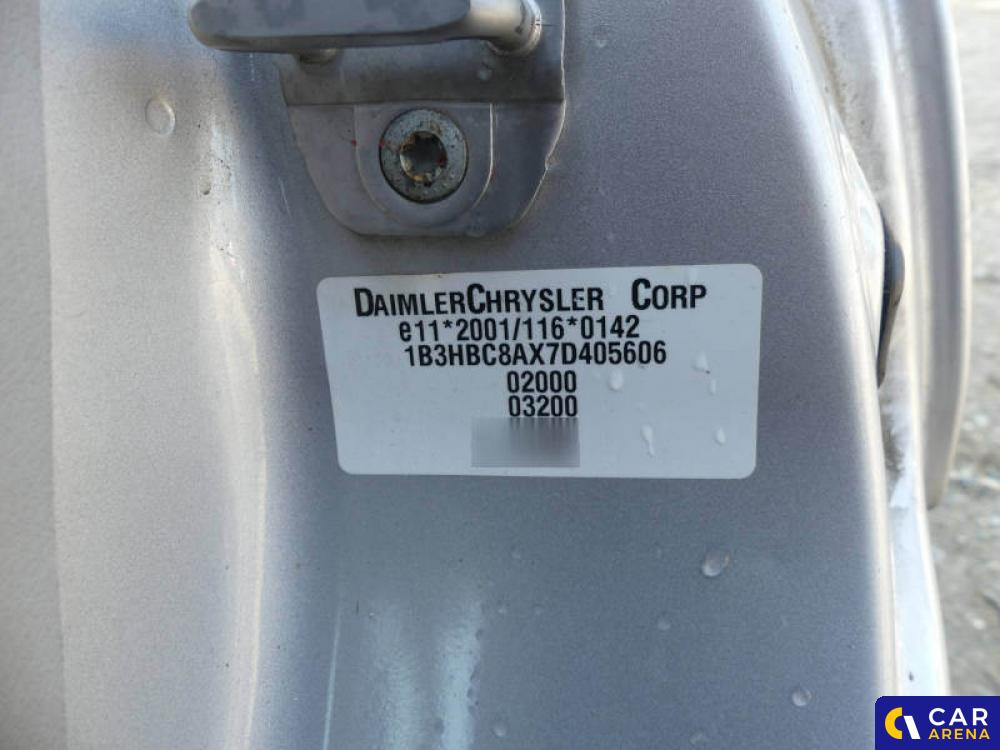 DAIMLERCHRYSLER CORP
e11*2001/116*0142
1B3HBC8AX7D405606
02000
03200
CAR
ARENA